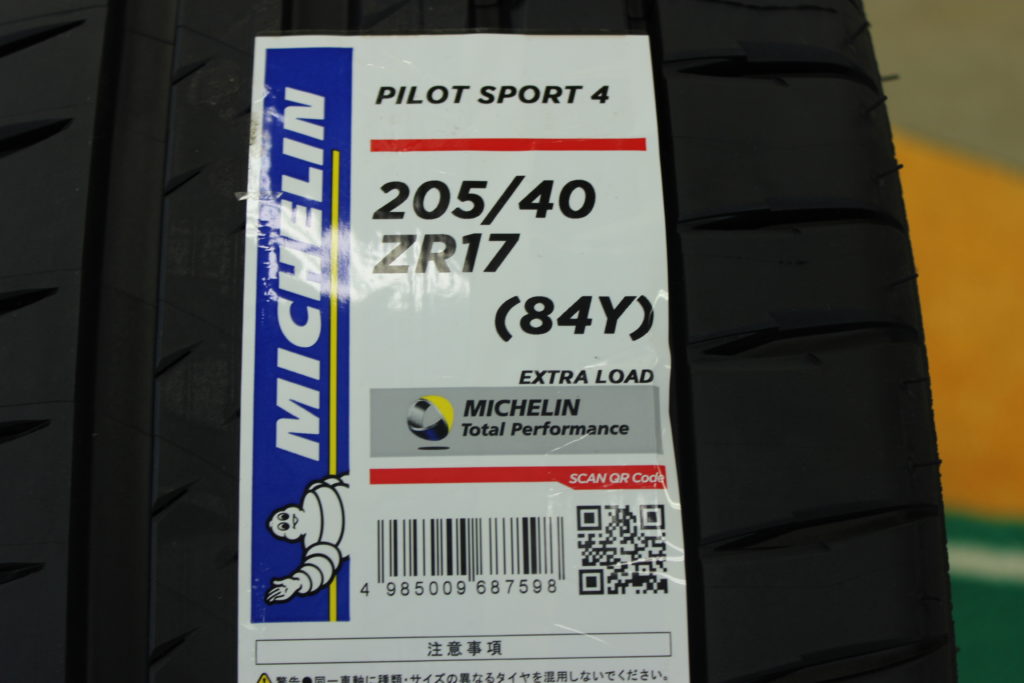 MICHELIN
PILOT SPORT 4
205/40
ZR17
(84Y)
EXTRA LOAD
MICHELIN
Total Performance
SCAN QR Code
4 985009 687598
注意事項
警告●同一車軸に種類・サイズの異なるタイヤを混用しないでください。